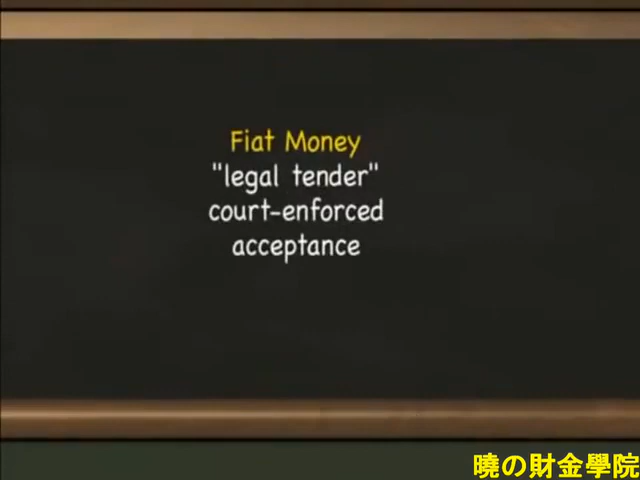 Fiat Money
"legal tender"
court-enforced
acceptance
曉の財金學院